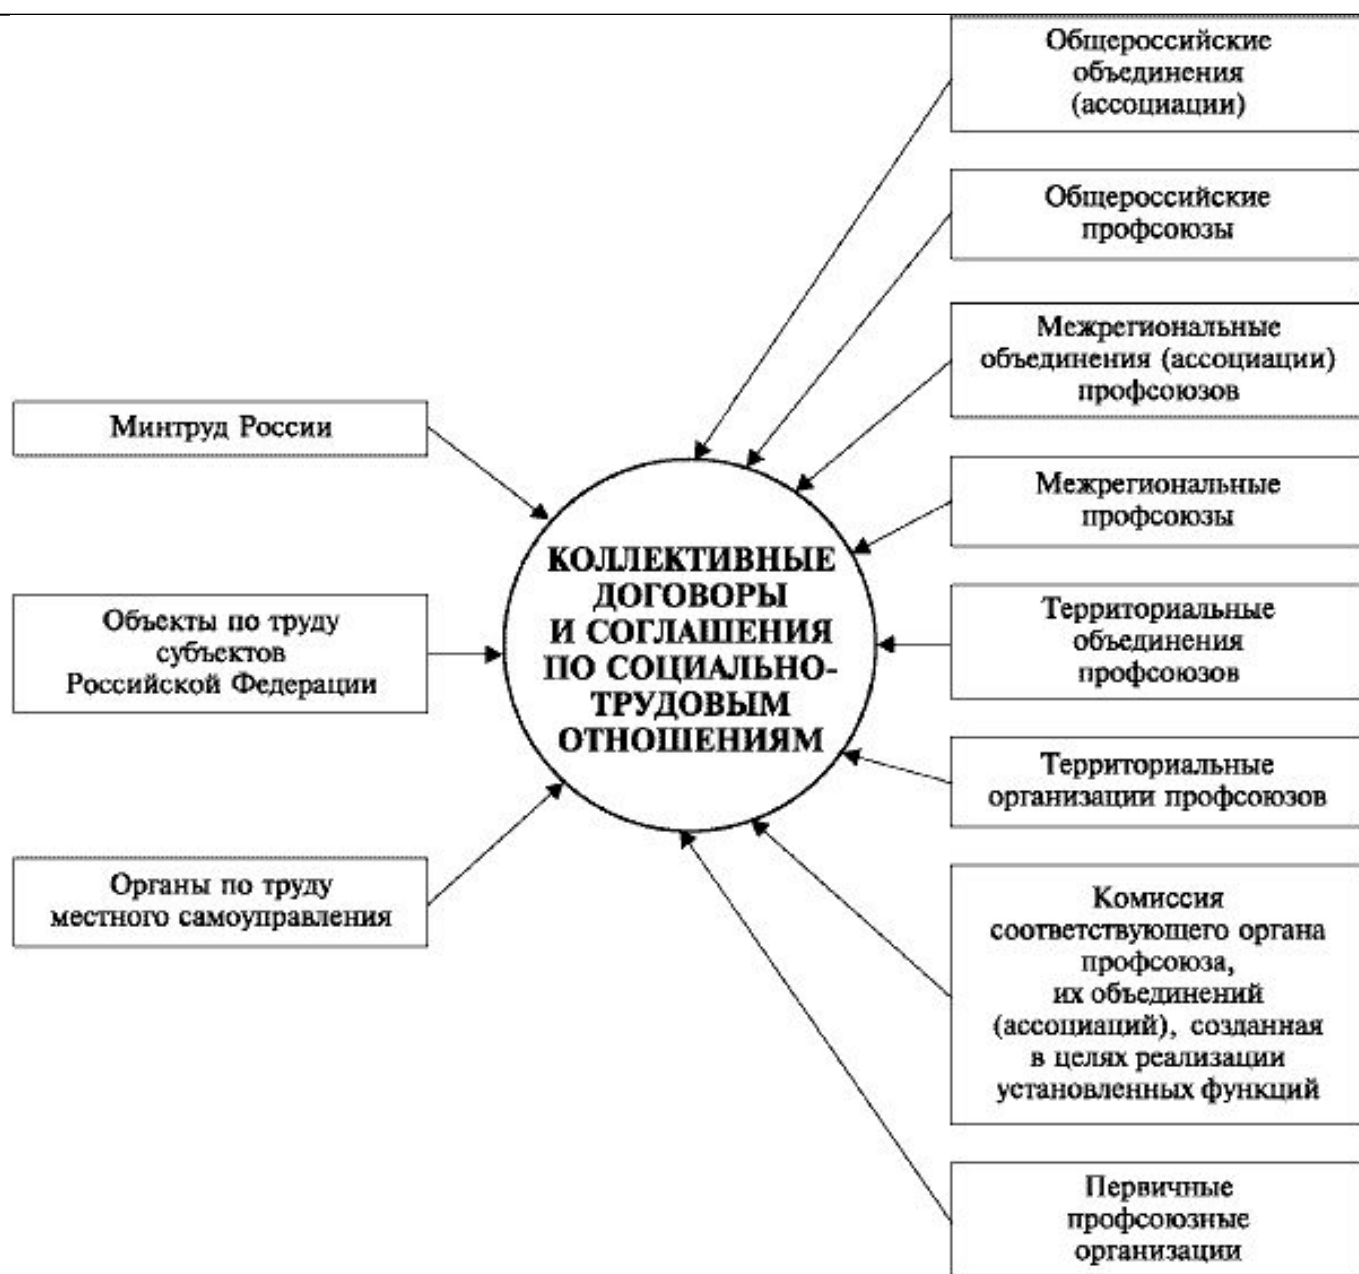 Общероссийские
объединения
(ассоциации)
Общероссийские
профсоюзы
Межрегиональные
объединения (ассоциации)
профсоюзов
Межрегиональные
профсоюзы
Территориальные
объединения
профсоюзов
Территориальные
организации профсоюзов
Комиссия
соответствующего органа
профсоюза,
их объединений
(ассоциаций), созданная
в целях реализации
установленных функций
Первичные
профсоюзные
организации
Минтруд России
Объекты по труду
субъектов
Российской Федерации
Органы по труду
местного самоуправления
КОЛЛЕКТИВНЫЕ
ДОГОВОРЫ
И СОГЛАШЕНИЯ
ПО СОЦИАЛЬНО-
ТРУДОВЫМ
ОТНОШЕНИЯМ